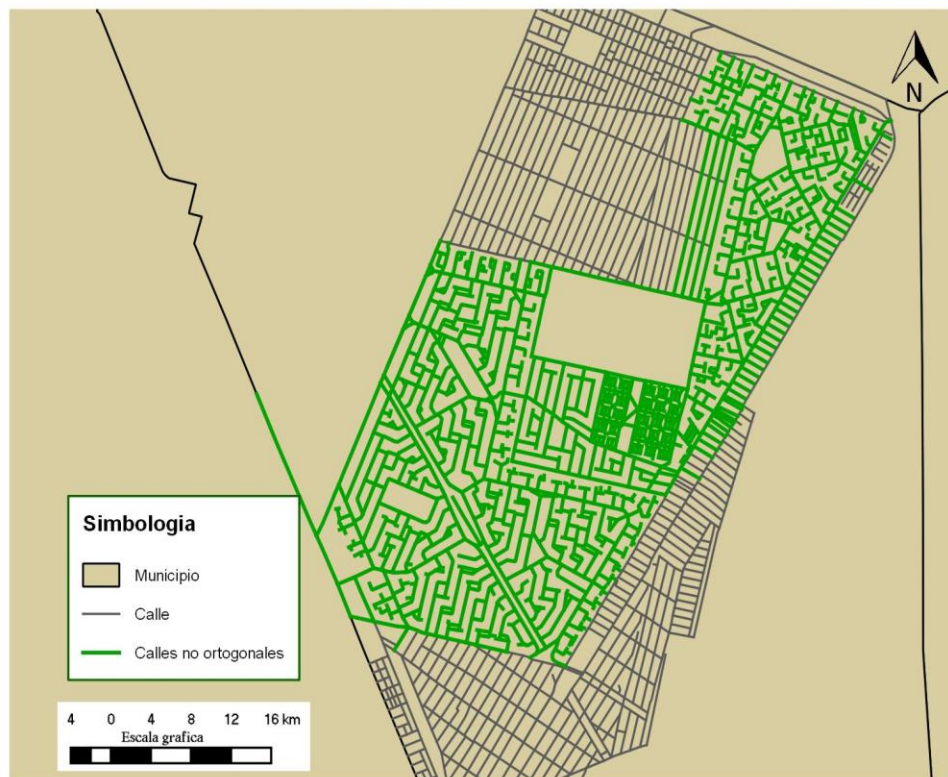 N
Simbologia
Municipio
Calle
Calles no ortogonales
4 0 4 8 12 16 km
Escala grafica